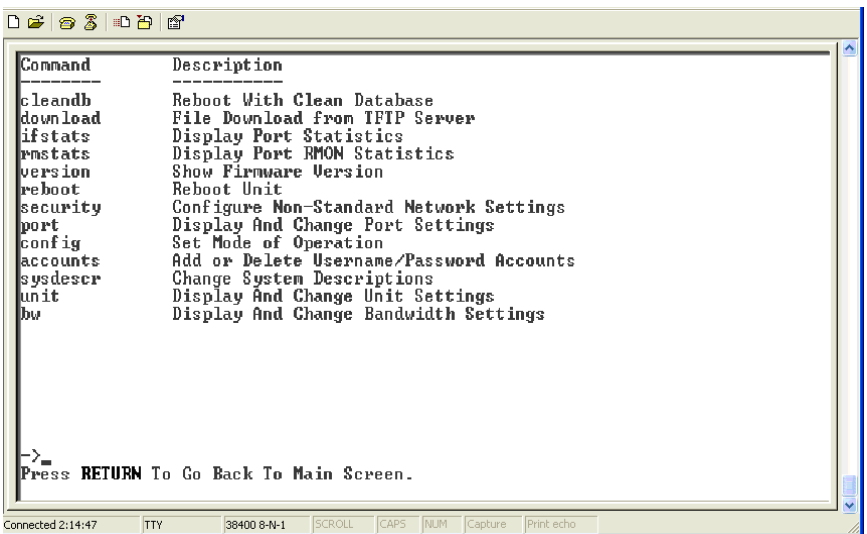 Command Description
-------- -----------
cleandb Reboot With Clean Database
download File Download from TFTP Server
ifstats Display Port Statistics
rmstats Display Port RMON Statistics
version Show Firmware Version
reboot Reboot Unit
security Configure Non-Standard Network Settings
port Display And Change Port Settings
config Set Mode of Operation
accounts Add or Delete Username/Password Accounts
sysdescr Change System Descriptions
unit Display And Change Unit Settings
bw Display And Change Bandwidth Settings
->_
Press RETURN To Go Back To Main Screen.
Connected 2:14:47 TTY 38400 8-N-1 SCROLL CAPS NUM Capture Print echo